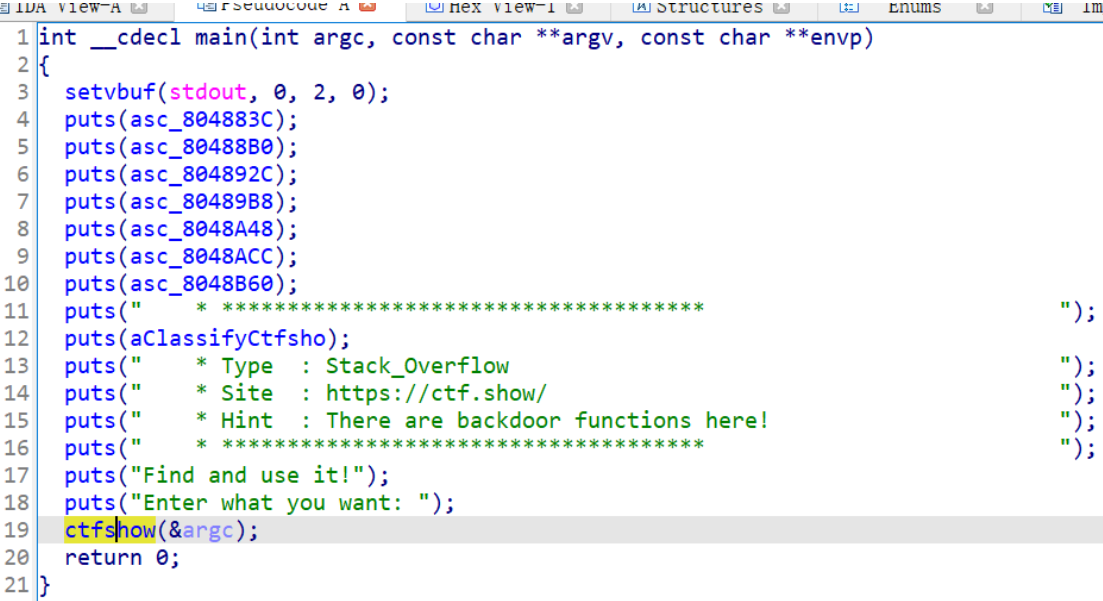 IDA View-A Pseudocode A Hex View-1 Structures Enums Im
1 int __cdecl main(int argc, const char **argv, const char **envp)
2 {
3   setvbuf(stdout, 0, 2, 0);
4   puts(asc_804883C);
5   puts(asc_80488B0);
6   puts(asc_804892C);
7   puts(asc_80489B8);
8   puts(asc_8048A48);
9   puts(asc_8048ACC);
10   puts(asc_8048B60);
11   puts("    * *************************************                           ");
12   puts(aClassifyCtfsho);
13   puts("    * Type  : Stack_Overflow                                          ");
14   puts("    * Site  : https://ctf.show/                                       ");
15   puts("    * Hint  : There are backdoor functions here!                      ");
16   puts("    * *************************************                           ");
17   puts("Find and use it!");
18   puts("Enter what you want: ");
19   ctfshow(&argc);
20   return 0;
21 }